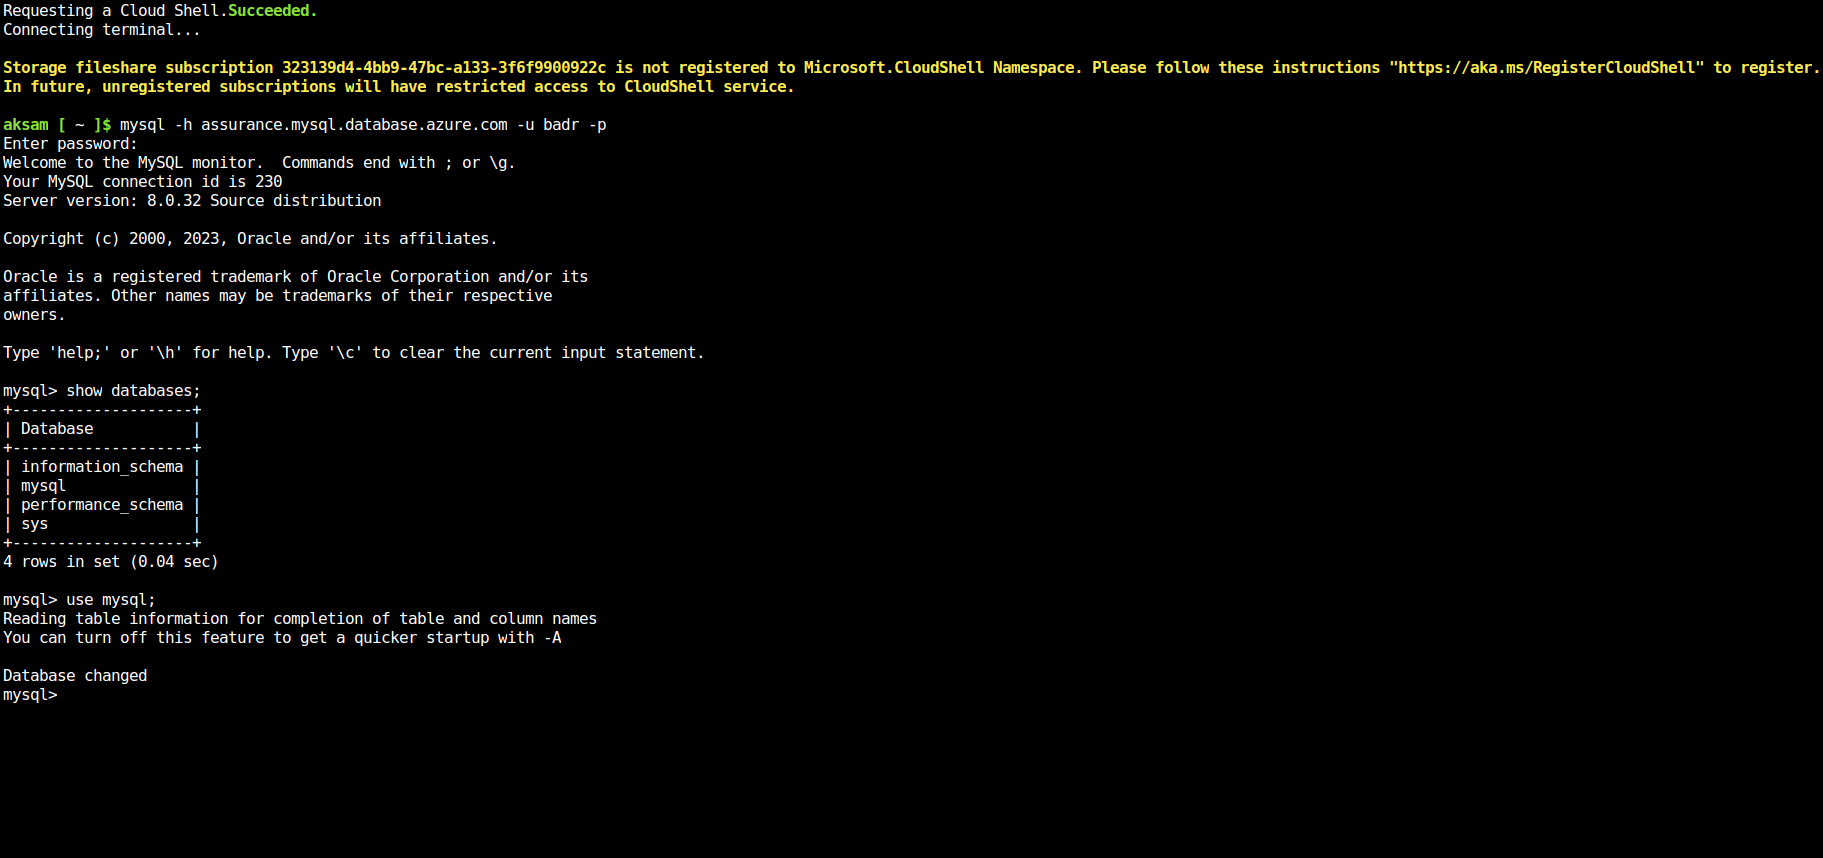 Requesting a Cloud Shell.Succeeded.
Connecting terminal...
Storage fileshare subscription 323139d4-4bb9-47bc-a133-3f6f9900922c is not registered to Microsoft.CloudShell Namespace. Please follow these instructions "https://aka.ms/RegisterCloudShell" to register.
In future, unregistered subscriptions will have restricted access to CloudShell service.
aksam [ ~ ]$ mysql -h assurance.mysql.database.azure.com -u badr -p
Enter password:
Welcome to the MySQL monitor.  Commands end with ; or \g.
Your MySQL connection id is 230
Server version: 8.0.32 Source distribution
Copyright (c) 2000, 2023, Oracle and/or its affiliates.
Oracle is a registered trademark of Oracle Corporation and/or its
affiliates. Other names may be trademarks of their respective
owners.
Type 'help;' or '\h' for help. Type '\c' to clear the current input statement.
mysql> show databases;
+--------------------+
| Database           |
+--------------------+
| information_schema |
| mysql              |
| performance_schema |
| sys                |
+--------------------+
4 rows in set (0.04 sec)
mysql> use mysql;
Reading table information for completion of table and column names
You can turn off this feature to get a quicker startup with -A
Database changed
mysql>